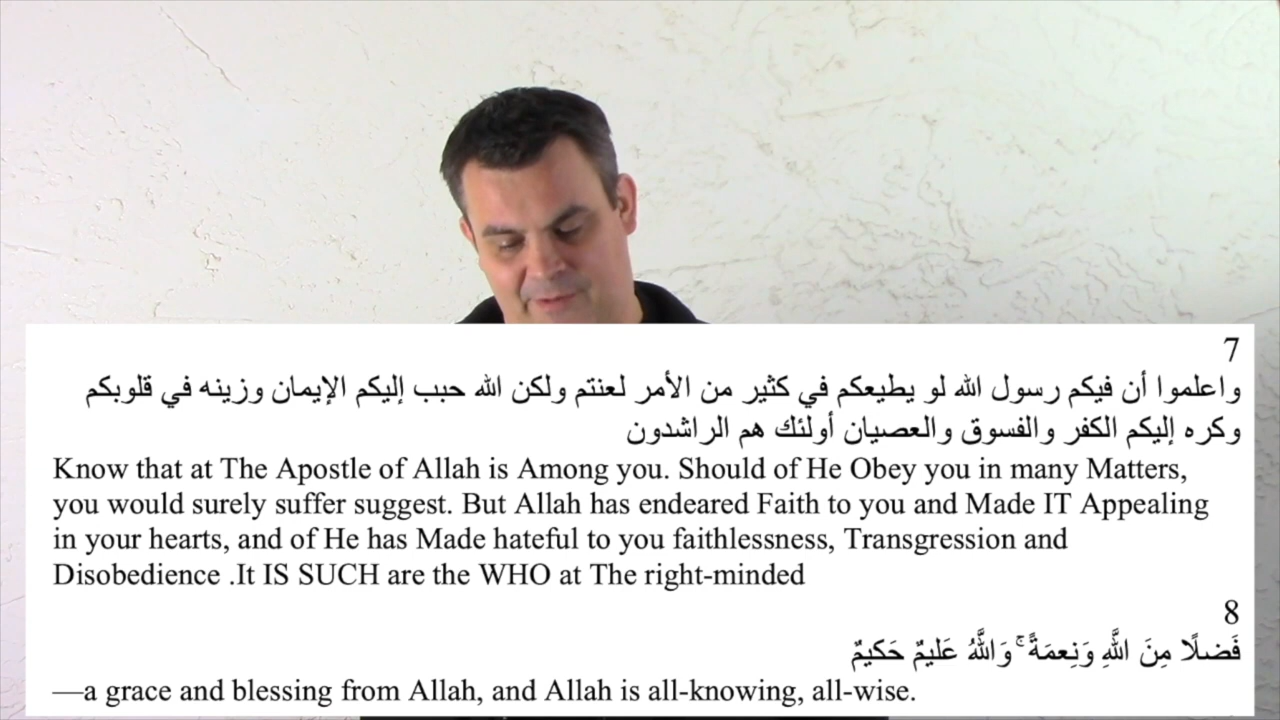 7
واعلموا أن فيكم رسول الله لو يطيعكم في كثير من الأمر لعنتم ولكن الله حبب إليكم الإيمان وزينه في قلوبكم
وكره إليكم الكفر والفسوق والعصيان أولئك هم الراشدون
Know that at The Apostle of Allah is Among you. Should of He Obey you in many Matters,
you would surely suffer suggest. But Allah has endeared Faith to you and Made IT Appealing
in your hearts, and of He has Made hateful to you faithlessness, Transgression and
Disobedience .It IS SUCH are the WHO at The right-minded
8
فَضلًا مِنَ اللَّهِ وَنِعمَةً ۚ وَاللَّهُ عَليمٌ حَكيمٌ
—a grace and blessing from Allah, and Allah is all-knowing, all-wise.